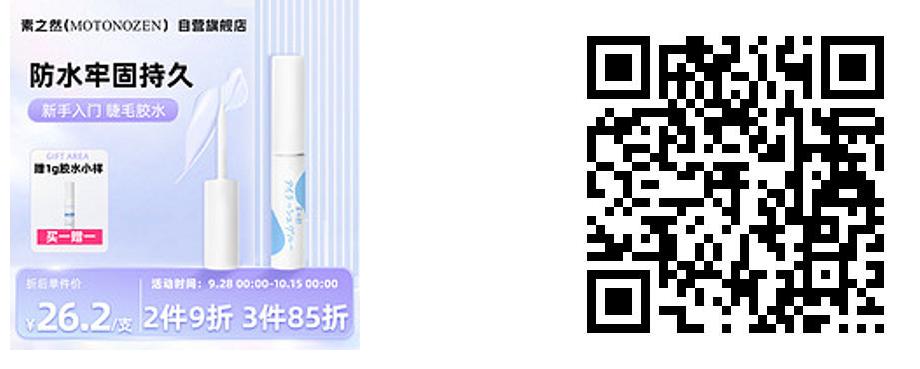 素之然(MOTONOZEN) 自营旗舰店
防水牢固持久
新手入门 睫毛胶水
GIFT AREA
赠1g胶水小样
买一赠一
折后单件价
¥26.2/支
活动时间：9.28 00:00-10.15 00:00
2件9折 3件85折